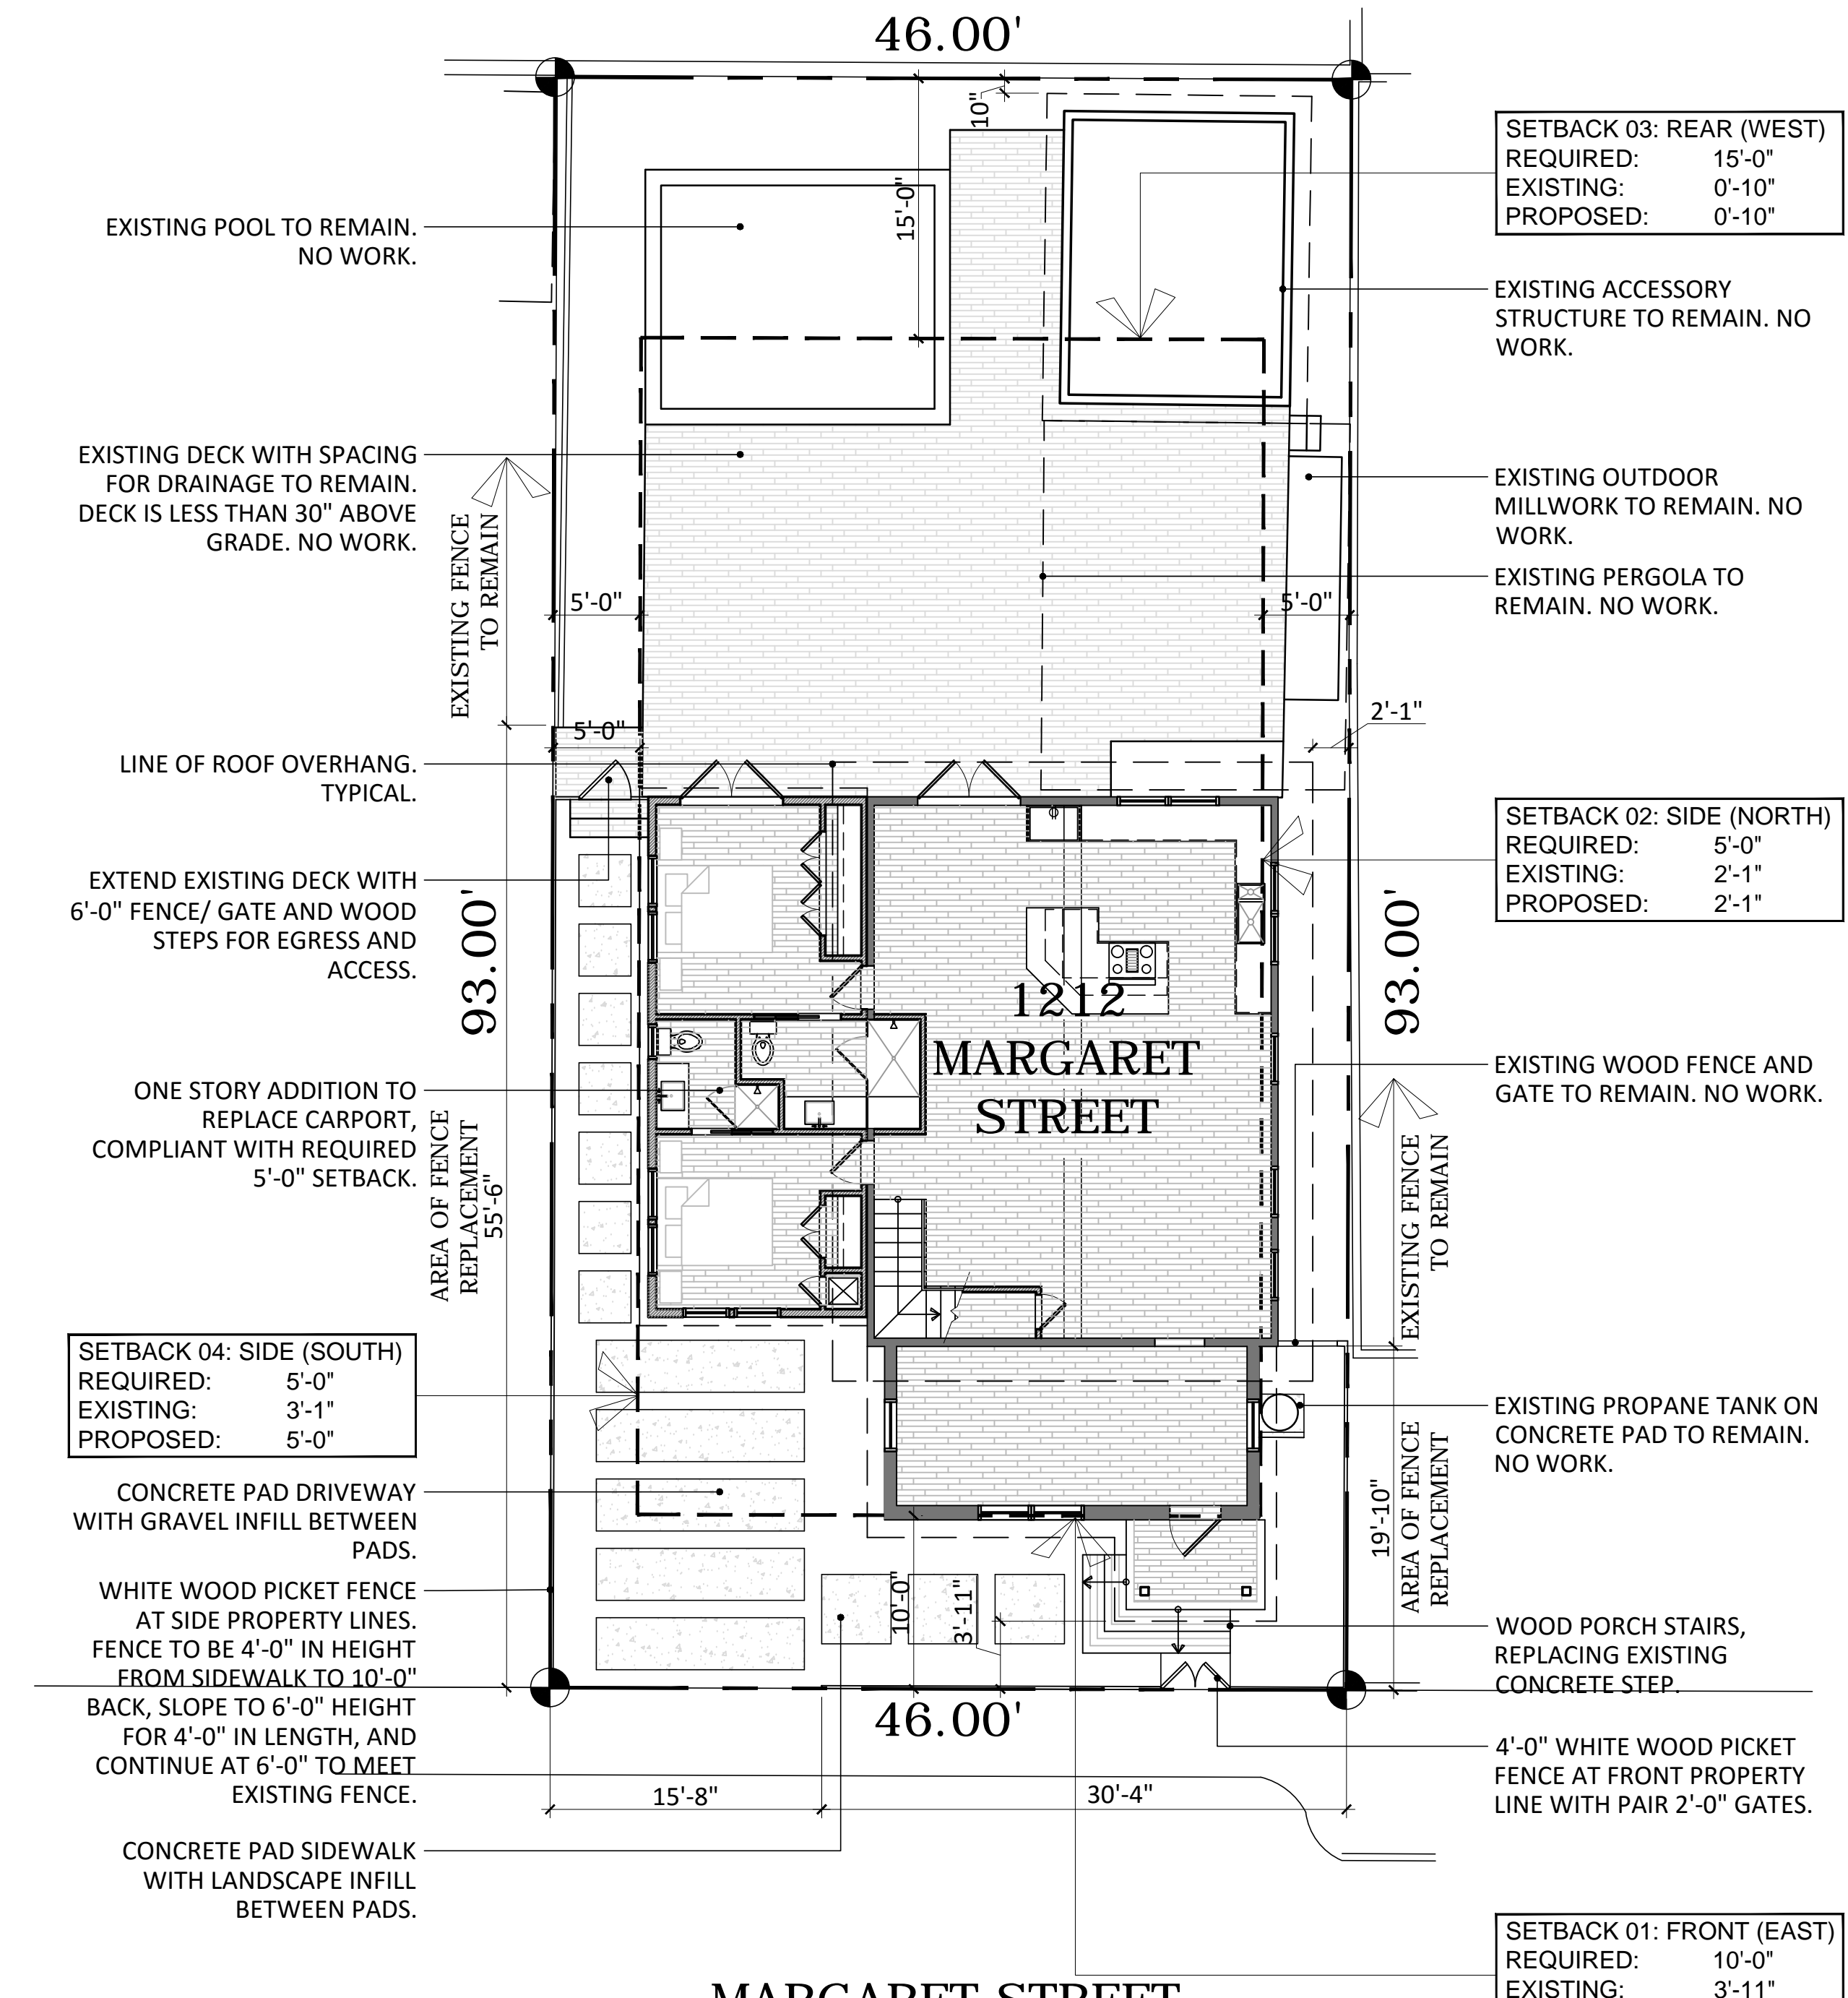 46.00'
10"
15'-0"
SETBACK 03: REAR (WEST)
REQUIRED: 15'-0"
EXISTING: 0'-10"
PROPOSED: 0'-10"
EXISTING POOL TO REMAIN.
NO WORK.
EXISTING ACCESSORY
STRUCTURE TO REMAIN. NO
WORK.
EXISTING DECK WITH SPACING
FOR DRAINAGE TO REMAIN.
DECK IS LESS THAN 30" ABOVE
GRADE. NO WORK.
EXISTING FENCE
TO REMAIN
EXISTING OUTDOOR
MILLWORK TO REMAIN. NO
WORK.
EXISTING PERGOLA TO
REMAIN. NO WORK.
5'-0"
5'-0"
5'-0"
2'-1"
LINE OF ROOF OVERHANG.
TYPICAL.
SETBACK 02: SIDE (NORTH)
REQUIRED: 5'-0"
EXISTING: 2'-1"
PROPOSED: 2'-1"
EXTEND EXISTING DECK WITH
6'-0" FENCE/ GATE AND WOOD
STEPS FOR EGRESS AND
ACCESS.
93.00'
93.00'
1212
MARGARET
STREET
EXISTING WOOD FENCE AND
GATE TO REMAIN. NO WORK.
ONE STORY ADDITION TO
REPLACE CARPORT,
COMPLIANT WITH REQUIRED
5'-0" SETBACK.
AREA OF FENCE
REPLACEMENT
55'-6"
EXISTING FENCE
TO REMAIN
SETBACK 04: SIDE (SOUTH)
REQUIRED: 5'-0"
EXISTING: 3'-1"
PROPOSED: 5'-0"
EXISTING PROPANE TANK ON
CONCRETE PAD TO REMAIN.
NO WORK.
19'-10"
AREA OF FENCE
REPLACEMENT
CONCRETE PAD DRIVEWAY
WITH GRAVEL INFILL BETWEEN
PADS.
WHITE WOOD PICKET FENCE
AT SIDE PROPERTY LINES.
FENCE TO BE 4'-0" IN HEIGHT
FROM SIDEWALK TO 10'-0"
BACK, SLOPE TO 6'-0" HEIGHT
FOR 4'-0" IN LENGTH, AND
CONTINUE AT 6'-0" TO MEET
EXISTING FENCE.
10'-0"
3'-11"
WOOD PORCH STAIRS,
REPLACING EXISTING
CONCRETE STEP.
46.00'
4'-0" WHITE WOOD PICKET
FENCE AT FRONT PROPERTY
LINE WITH PAIR 2'-0" GATES.
15'-8"
30'-4"
CONCRETE PAD SIDEWALK
WITH LANDSCAPE INFILL
BETWEEN PADS.
SETBACK 01: FRONT (EAST)
REQUIRED: 10'-0"
EXISTING: 3'-11"
MARGARET STREET